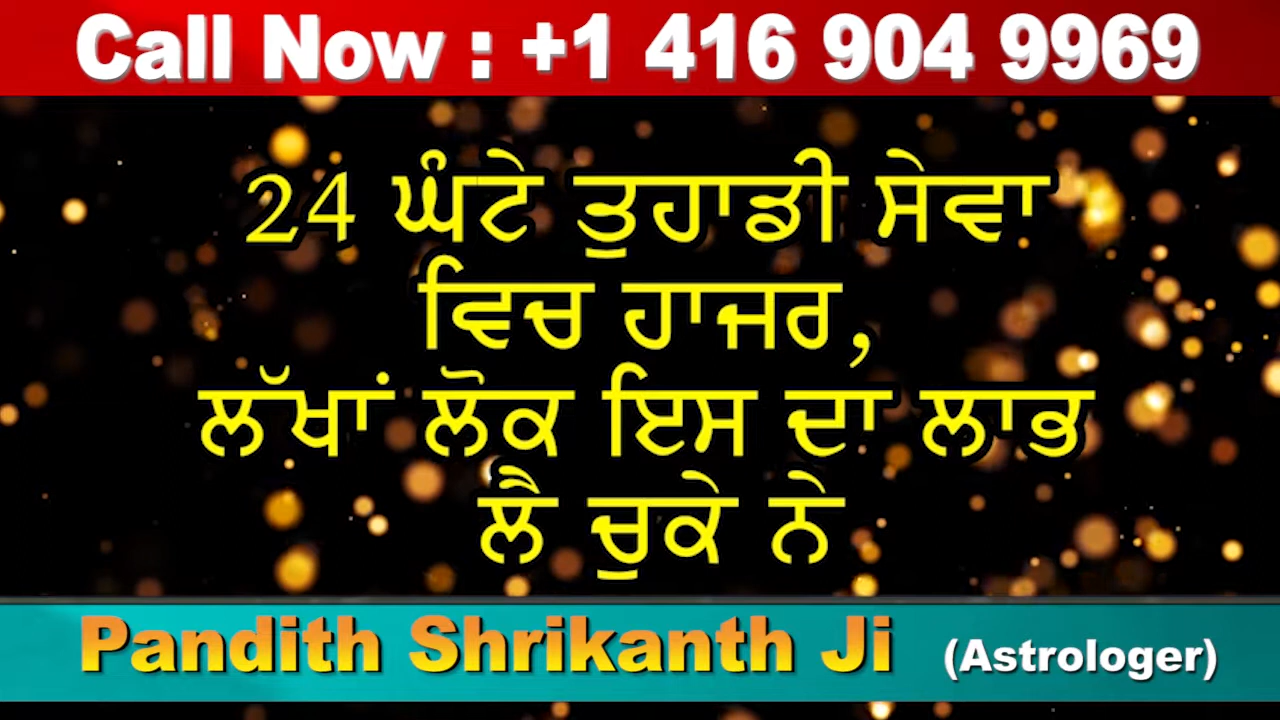 Call Now : +1 416 904 9969
24 ਘੰਟੇ ਤੁਹਾਡੀ ਸੇਵਾ
ਵਿਚ ਹਾਜਰ,
ਲੱਖਾਂ ਲੋਕ ਇਸ ਦਾ ਲਾਭ
ਲੈ ਚੁਕੇ ਨੇ
Pandith Shrikanth Ji (Astrologer)